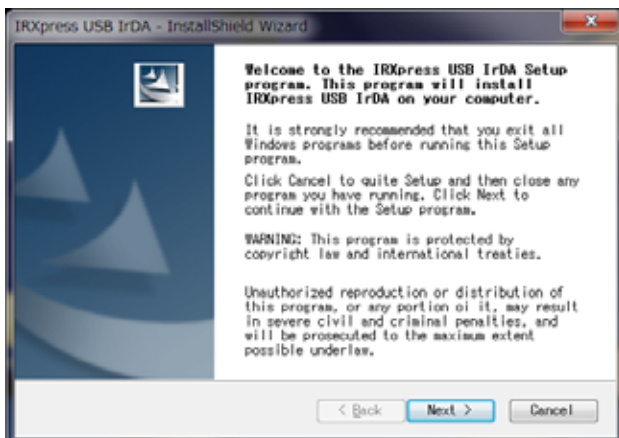 IRXpress USB IrDA - InstallShield Wizard
Welcome to the IRXpress USB IrDA Setup
program. This program will install
IRXpress USB IrDA on your computer.
It is strongly recommended that you exit all
Windows programs before running this Setup
program.
Click Cancel to quite Setup and then close any
program you have running. Click Next to
continue with the Setup program.
WARNING: This program is protected by
copyright law and international treaties.
Unauthorized reproduction or distribution of
this program, or any portion oi it, may result
in severe civil and criminal penalties, and
will be prosecuted to the maximum extent
possible underlaw.
< Back
Next >
Cancel